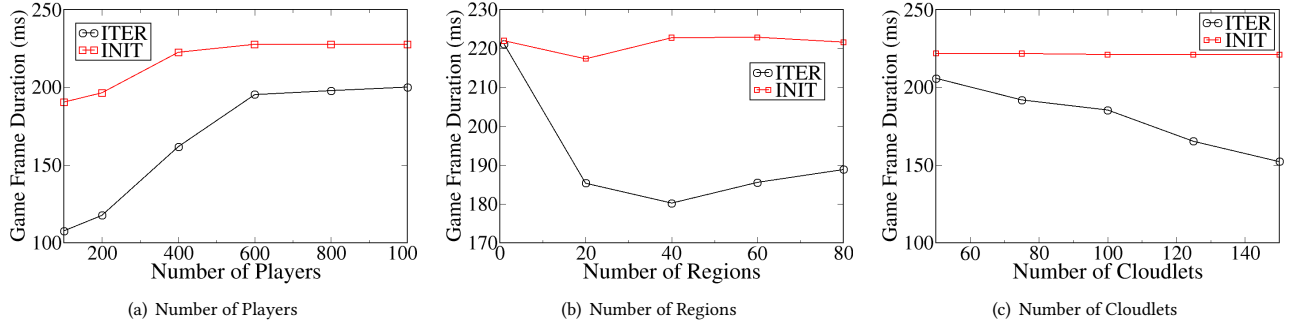 250
200
150
100
Game Frame Duration (ms)
ITER
INIT
200 400 600 800 100
Number of Players
(a) Number of Players
230
220
210
200
190
180
170
Game Frame Duration (ms)
ITER
INIT
0 20 40 60 80
Number of Regions
(b) Number of Regions
250
200
150
100
Game Frame Duration (ms)
ITER
INIT
60 80 100 120 140
Number of Cloudlets
(c) Number of Cloudlets